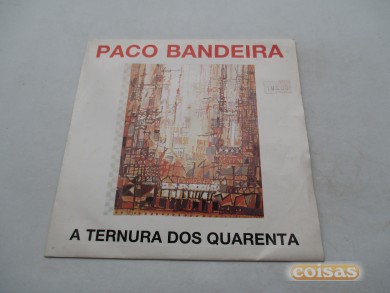 PACO BANDEIRA
A TERNURA DOS QUARENTA
coisas